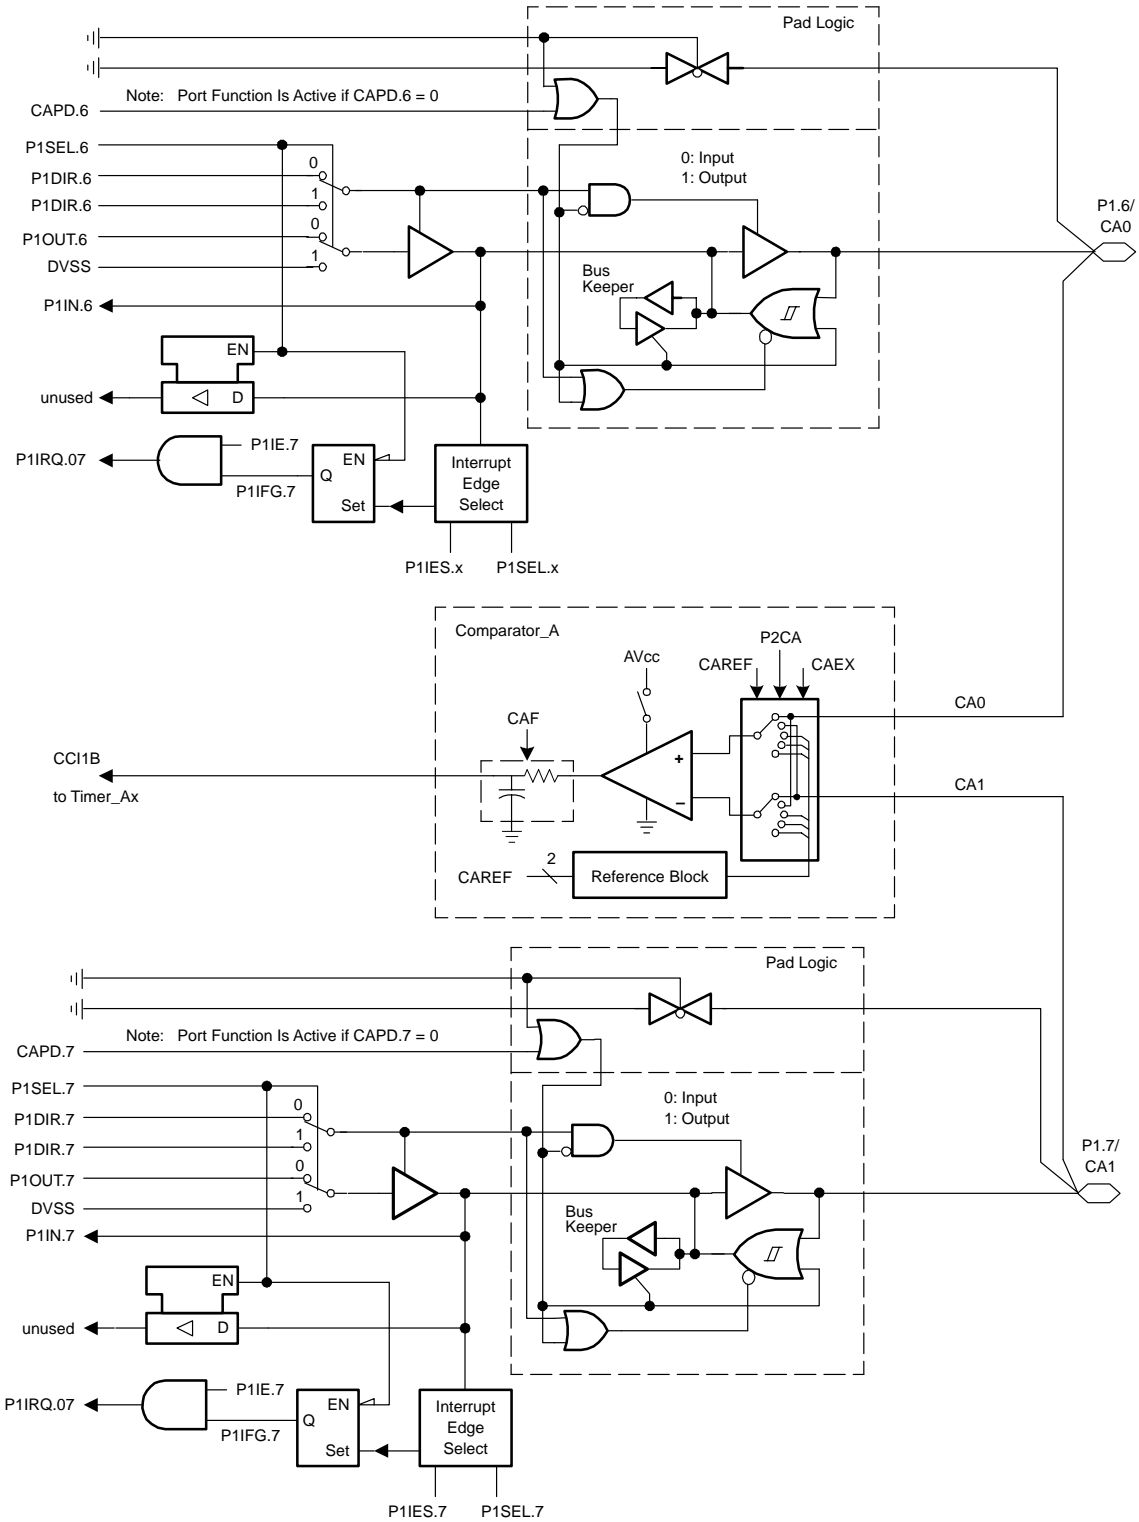 Pad Logic
Note: Port Function Is Active if CAPD.6 = 0
CAPD.6
P1SEL.6
0
P1DIR.6
1
P1DIR.6
0
P1OUT.6
1
DVSS
0: Input
1: Output
P1.6/
CA0
Bus
Keeper
P1IN.6
EN
unused
D
P1IRQ.07
P1IE.7
P1IFG.7
EN
Q
Set
Interrupt
Edge
Select
P1IES.x
P1SEL.x
Comparator_A
P2CA
AVcc
CAREF
CAEX
CAF
CA0
+
CCI1B
to Timer_Ax
CA1
−
2
CAREF
Reference Block
Pad Logic
Note: Port Function Is Active if CAPD.7 = 0
CAPD.7
P1SEL.7
0
P1DIR.7
1
P1DIR.7
0
P1OUT.7
1
DVSS
0: Input
1: Output
P1.7/
CA1
Bus
Keeper
P1IN.7
EN
unused
D
P1IRQ.07
P1IE.7
P1IFG.7
EN
Q
Set
Interrupt
Edge
Select
P1IES.7
P1SEL.7